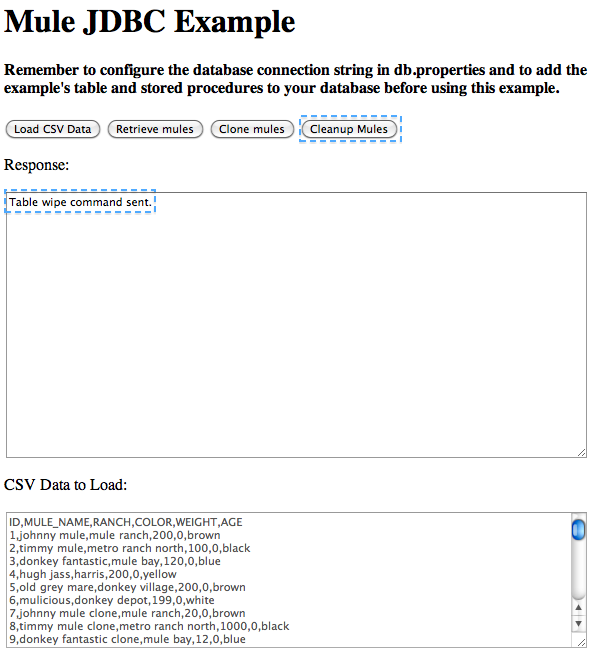 Mule JDBC Example
Remember to configure the database connection string in db.properties and to add the
example's table and stored procedures to your database before using this example.
Load CSV Data Retrieve mules Clone mules Cleanup Mules
Response:
Table wipe command sent.
CSV Data to Load:
ID,MULE_NAME,RANCH,COLOR,WEIGHT,AGE
1,johnny mule,mule ranch,200,0,brown
2,timmy mule,metro ranch north,100,0,black
3,donkey fantastic,mule bay,120,0,blue
4,hugh jass,harris,200,0,yellow
5,old grey mare,donkey village,200,0,brown
6,mulicious,donkey depot,199,0,white
7,johnny mule clone,mule ranch,20,0,brown
8,timmy mule clone,metro ranch north,1000,0,black
9,donkey fantastic clone,mule bay,12,0,blue